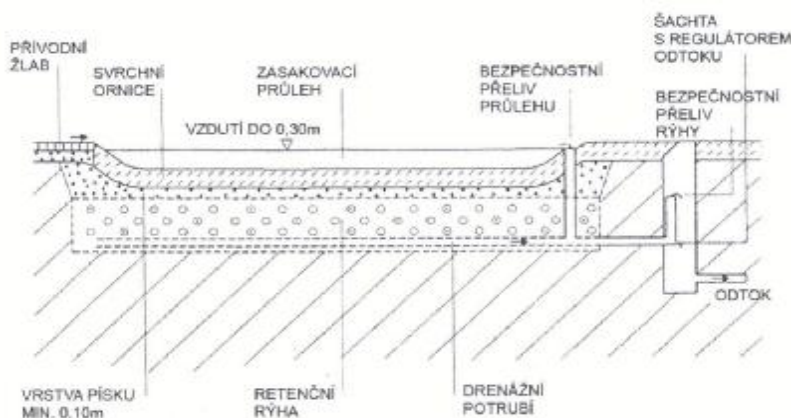 PŘÍVODNÍ
ŽLAB
SVRCHNÍ
ORNICE
ZASAKOVACÍ
PRŮLEH
VZDUTÍ DO 0,30m
BEZPEČNOSTNÍ
PŘELIV
PRŮLEHU
ŠACHTA
S REGULÁTOREM
ODTOKU
BEZPEČNOSTNÍ
PŘELIV
RÝHY
ODTOK
VRSTVA PÍSKU
MIN. 0,10m
RETENČNÍ
RÝHA
DRENÁŽNÍ
POTRUBÍ